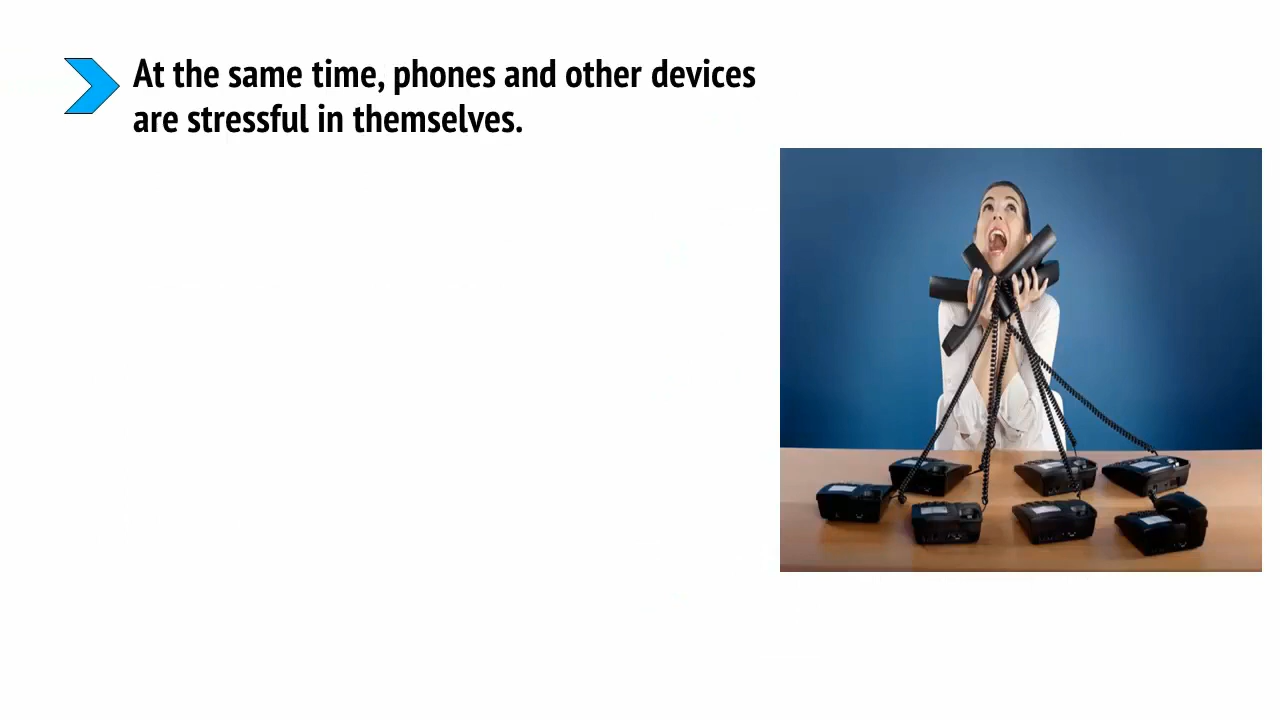 At the same time, phones and other devices
are stressful in themselves.